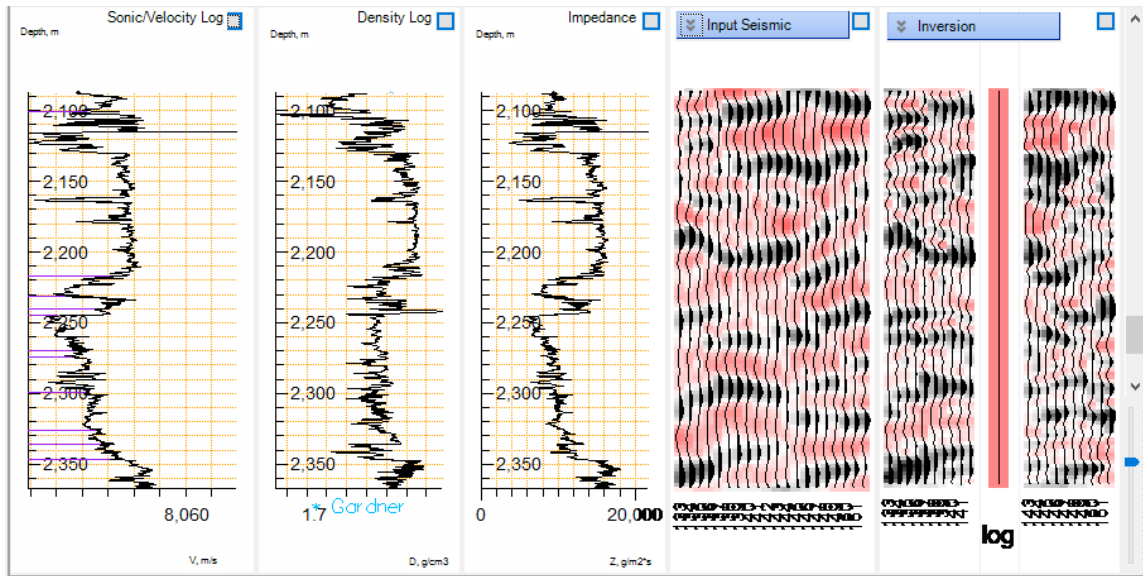 Sonic/Velocity Log
Depth, m
2,100
2,150
2,200
2,250
2,300
2,350
8,060
V, m/s
Density Log
Depth, m
2,100
2,150
2,200
2,250
2,300
2,350
1.7
* Gardner
D, g/cm3
Impedance
Depth, m
2,100
2,150
2,200
2,250
2,300
2,350
0
20,000
Z, g/m2*s
Input Seismic
Inversion
log